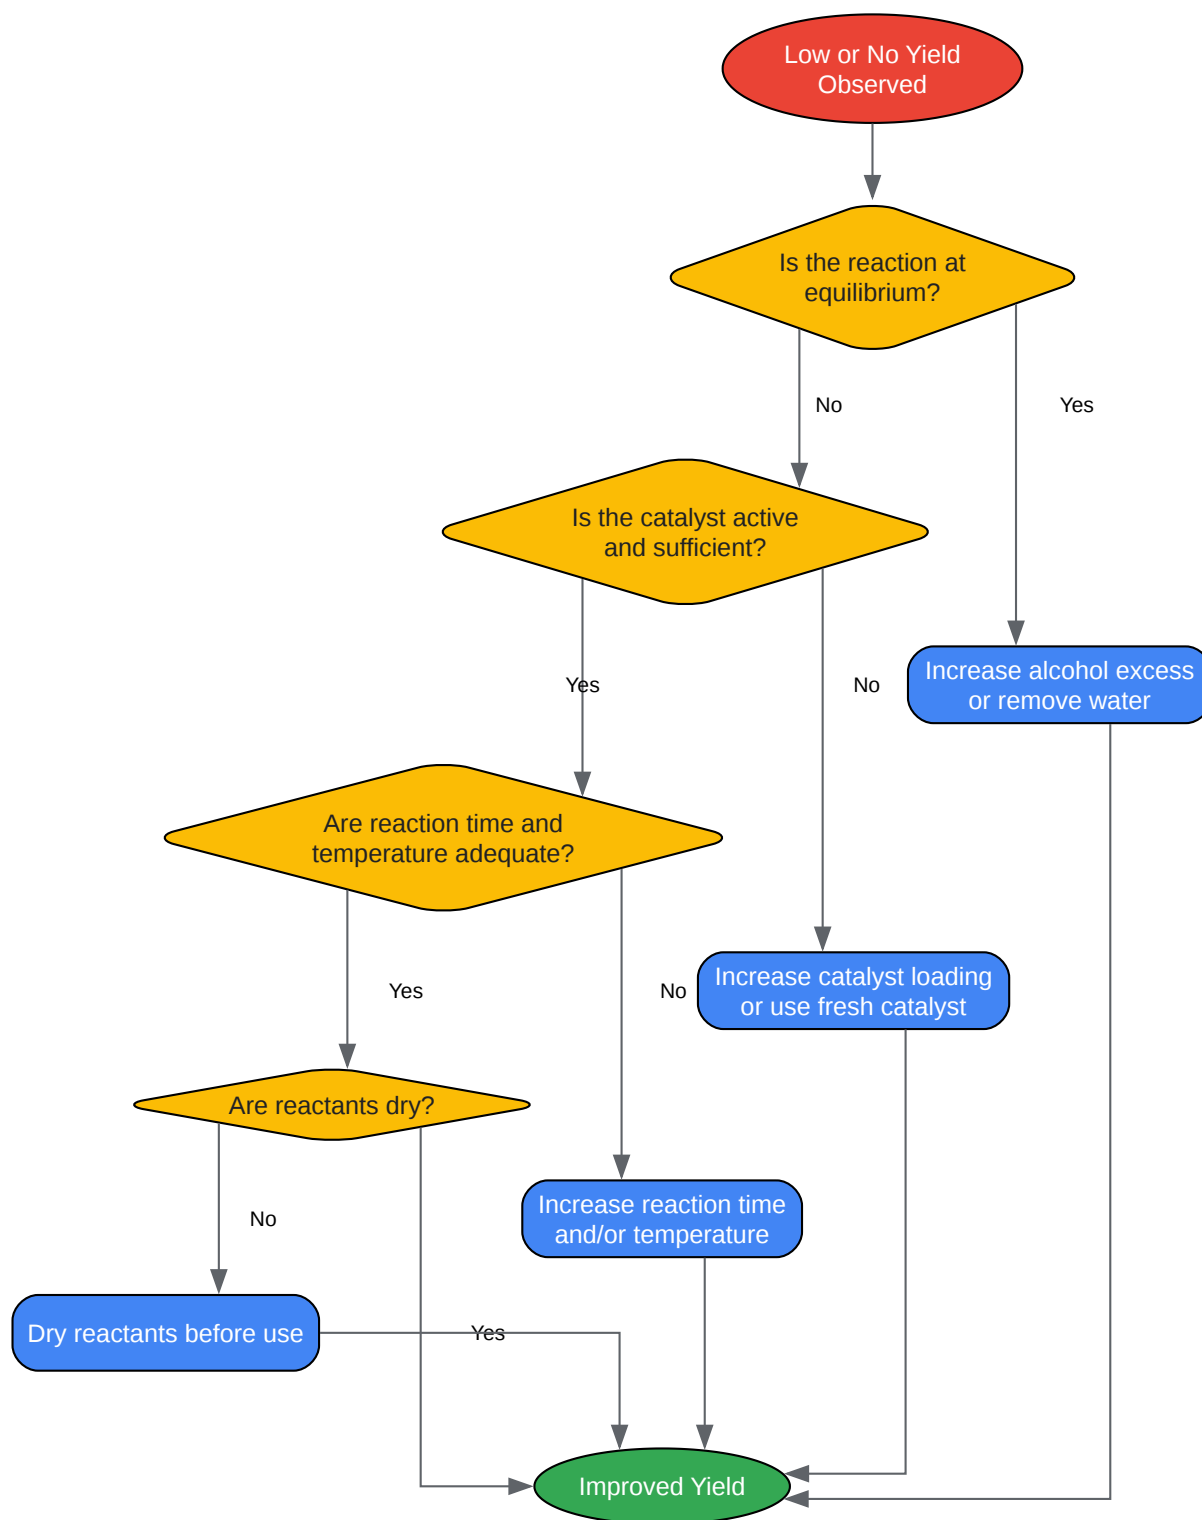 Low or No Yield
Observed
Is the reaction at
equilibrium?
No
Yes
Is the catalyst active
and sufficient?
Yes
No
Increase alcohol excess
or remove water
Are reaction time and
temperature adequate?
Yes
No
Increase catalyst loading
or use fresh catalyst
Are reactants dry?
No
Increase reaction time
and/or temperature
Dry reactants before use
Yes
Improved Yield